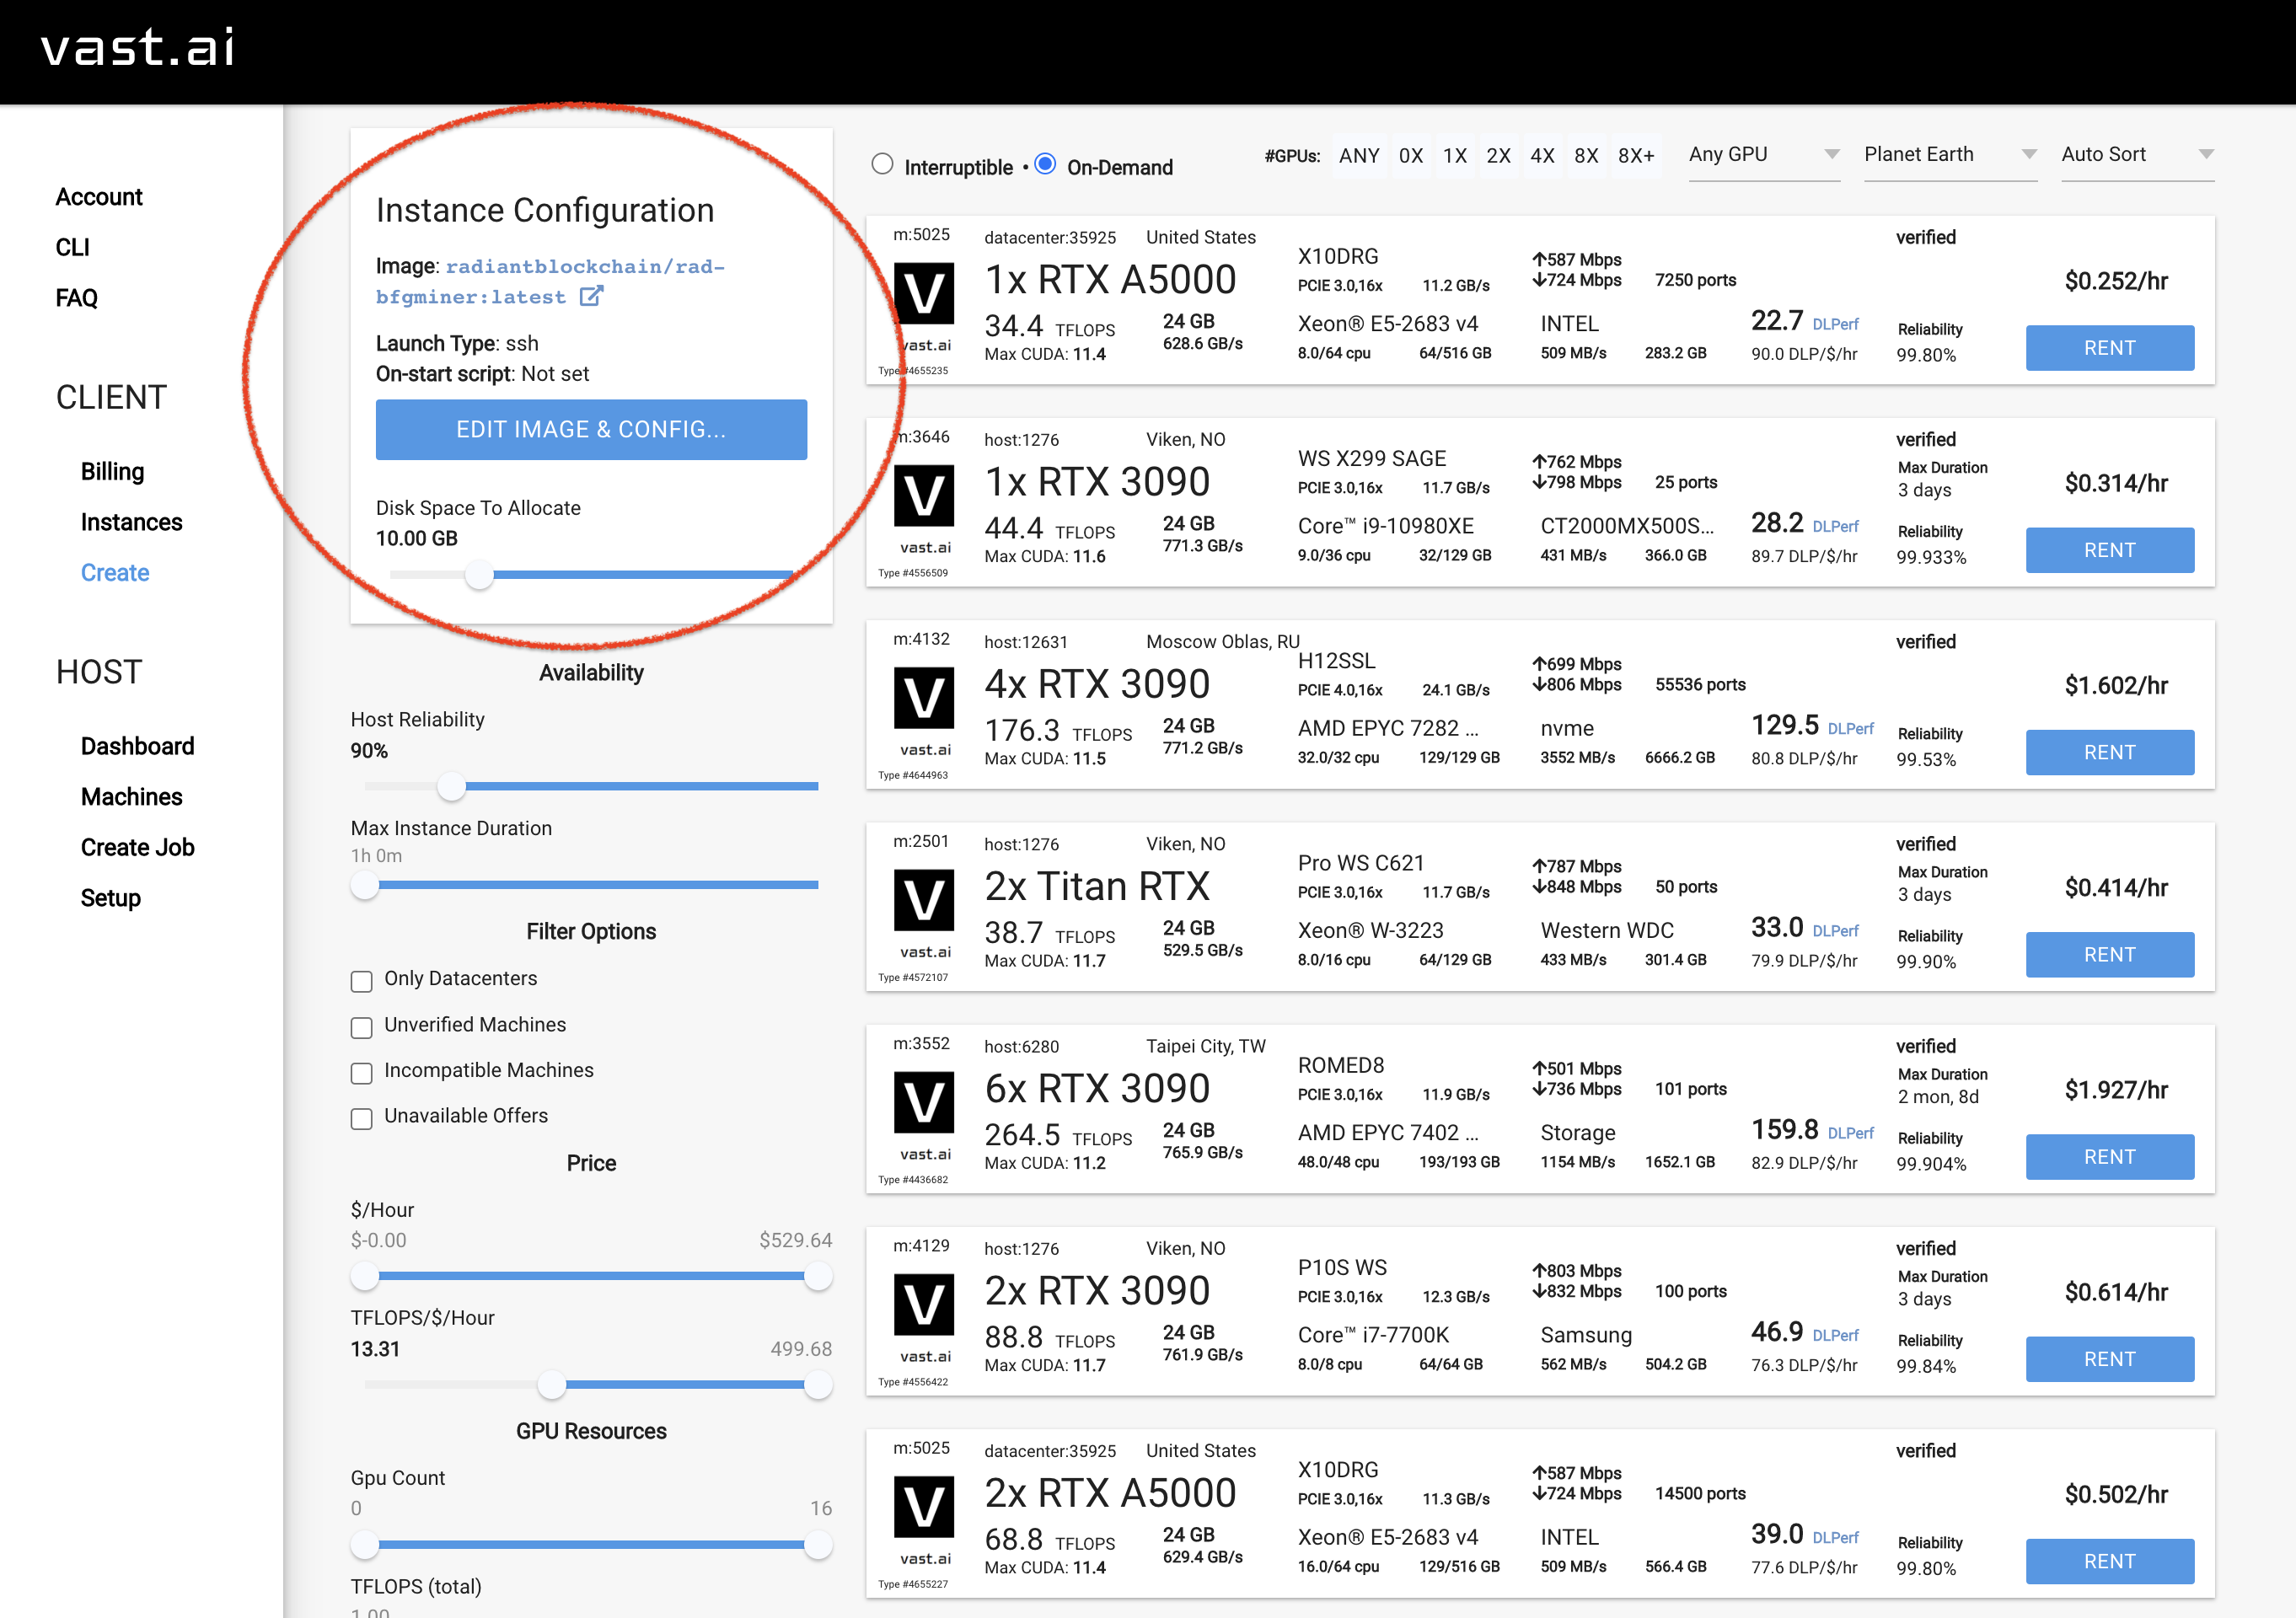 vast.ai
Account
CLI
FAQ
CLIENT
Billing
Instances
Create
HOST
Dashboard
Machines
Create Job
Setup
Instance Configuration
Image: radiantblockchain/rad-
bfgminer:latest
Launch Type: ssh
On-start script: Not set
EDIT IMAGE & CONFIG...
Disk Space To Allocate
10.00 GB
Availability
Host Reliability
90%
Max Instance Duration
1h 0m
Filter Options
Only Datacenters
Unverified Machines
Incompatible Machines
Unavailable Offers
Price
$/Hour
$-0.00 $529.64
TFLOPS/$/Hour
13.31 499.68
GPU Resources
Gpu Count
0 16
TFLOPS (total)
1.00
Interruptible • On-Demand
#GPUs: ANY 0X 1X 2X 4X 8X 8X+ Any GPU Planet Earth Auto Sort
m:5025 datacenter:35925 United States verified
1x RTX A5000 X10DRG ↑587 Mbps $0.252/hr
PCIE 3.0,16x 11.2 GB/s ↓724 Mbps 7250 ports
34.4 TFLOPS 24 GB Xeon® E5-2683 v4 INTEL 22.7 DLPerf Reliability RENT
vast.ai Max CUDA: 11.4 628.6 GB/s 8.0/64 cpu 64/516 GB 509 MB/s 283.2 GB 90.0 DLP/$/hr 99.80%
Type #4655235
m:3646 host:1276 Viken, NO verified
1x RTX 3090 WS X299 SAGE ↑762 Mbps Max Duration $0.314/hr
PCIE 3.0,16x 11.7 GB/s ↓798 Mbps 25 ports 3 days
44.4 TFLOPS 24 GB Core™ i9-10980XE CT2000MX500S... 28.2 DLPerf Reliability RENT
vast.ai Max CUDA: 11.6 771.3 GB/s 9.0/36 cpu 32/129 GB 431 MB/s 366.0 GB 89.7 DLP/$/hr 99.933%
Type #4556509
m:4132 host:12631 Moscow Oblas, RU verified
4x RTX 3090 H12SSL ↑699 Mbps $1.602/hr
PCIE 4.0,16x 24.1 GB/s ↓806 Mbps 55536 ports
176.3 TFLOPS 24 GB AMD EPYC 7282 ... nvme 129.5 DLPerf Reliability RENT
vast.ai Max CUDA: 11.5 771.2 GB/s 32.0/32 cpu 129/129 GB 3552 MB/s 6666.2 GB 80.8 DLP/$/hr 99.53%
Type #4644963
m:2501 host:1276 Viken, NO verified
2x Titan RTX Pro WS C621 ↑787 Mbps Max Duration $0.414/hr
PCIE 3.0,16x 11.7 GB/s ↓848 Mbps 50 ports 3 days
38.7 TFLOPS 24 GB Xeon® W-3223 Western WDC 33.0 DLPerf Reliability RENT
vast.ai Max CUDA: 11.7 529.5 GB/s 8.0/16 cpu 64/129 GB 433 MB/s 301.4 GB 79.9 DLP/$/hr 99.90%
Type #4572107
m:3552 host:6280 Taipei City, TW verified
6x RTX 3090 ROMED8 ↑501 Mbps Max Duration $1.927/hr
PCIE 3.0,16x 11.9 GB/s ↓736 Mbps 101 ports 2 mon, 8d
264.5 TFLOPS 24 GB AMD EPYC 7402 ... Storage 159.8 DLPerf Reliability RENT
vast.ai Max CUDA: 11.2 765.9 GB/s 48.0/48 cpu 193/193 GB 1154 MB/s 1652.1 GB 82.9 DLP/$/hr 99.904%
Type #4436682
m:4129 host:1276 Viken, NO verified
2x RTX 3090 P10S WS ↑803 Mbps Max Duration $0.614/hr
PCIE 3.0,16x 12.3 GB/s ↓832 Mbps 100 ports 3 days
88.8 TFLOPS 24 GB Core™ i7-7700K Samsung 46.9 DLPerf Reliability RENT
vast.ai Max CUDA: 11.7 761.9 GB/s 8.0/8 cpu 64/64 GB 562 MB/s 504.2 GB 76.3 DLP/$/hr 99.84%
Type #4556422
m:5025 datacenter:35925 United States verified
2x RTX A5000 X10DRG ↑587 Mbps $0.502/hr
PCIE 3.0,16x 11.3 GB/s ↓724 Mbps 14500 ports
68.8 TFLOPS 24 GB Xeon® E5-2683 v4 INTEL 39.0 DLPerf Reliability RENT
vast.ai Max CUDA: 11.4 629.4 GB/s 16.0/64 cpu 129/516 GB 509 MB/s 566.4 GB 77.6 DLP/$/hr 99.80%
Type #4655227